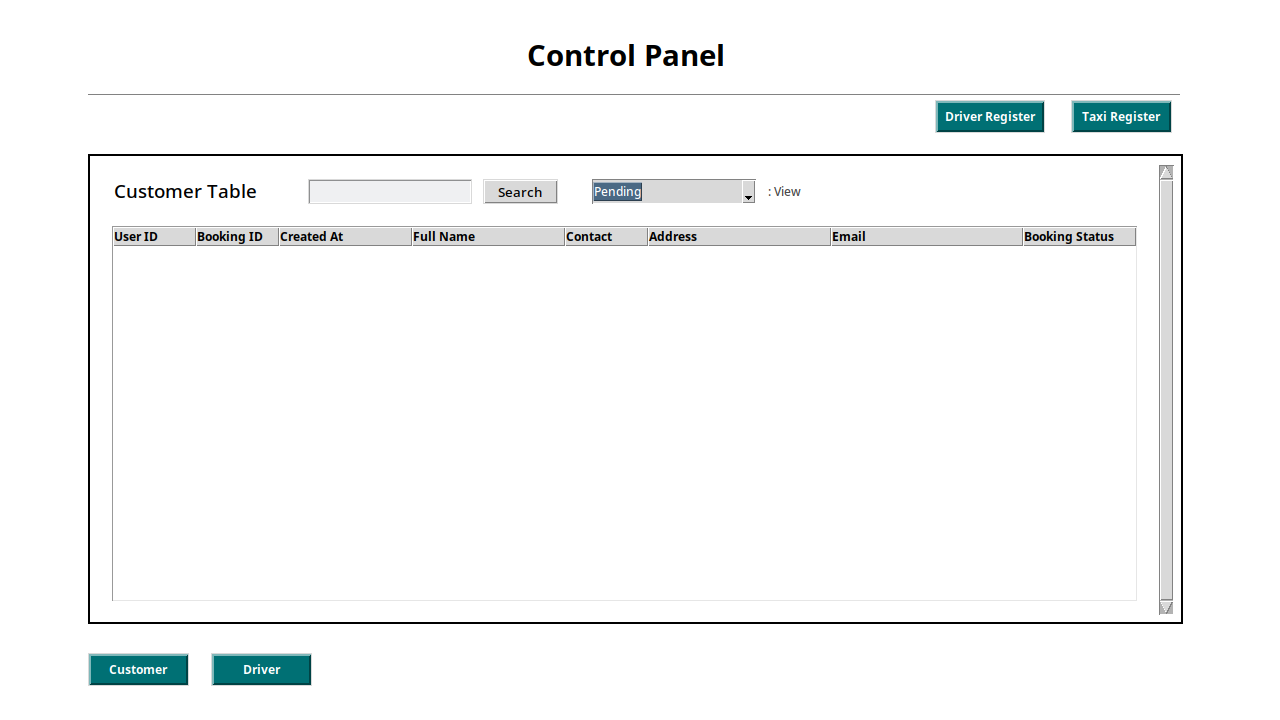 Control Panel
Driver Register Taxi Register
Customer Table Search Pending : View
User ID Booking ID Created At Full Name Contact Address Email Booking Status
Customer Driver